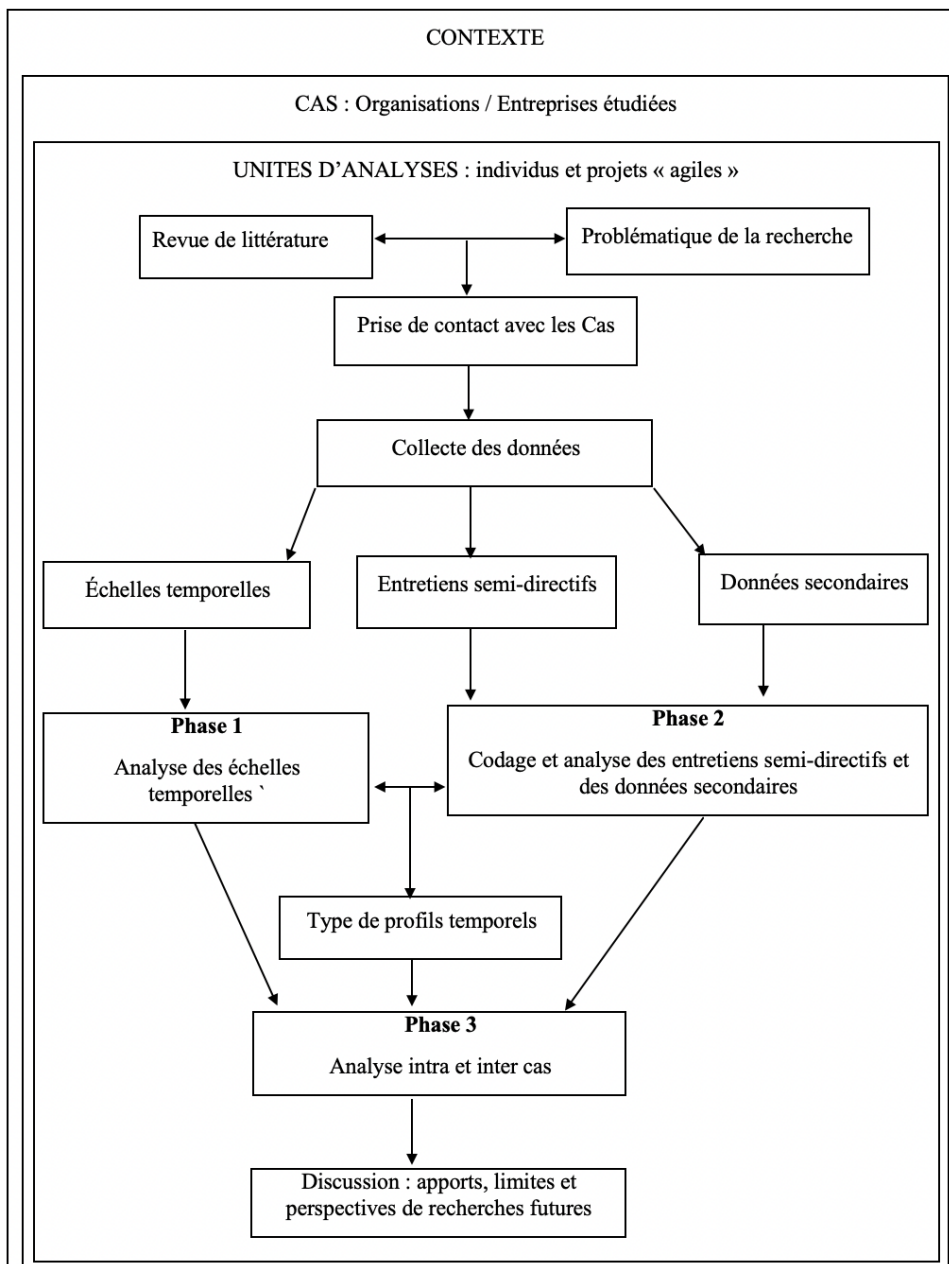 CONTEXTE
CAS : Organisations / Entreprises étudiées
UNITES D'ANALYSES : individus et projets « agiles »
Revue de littérature
Problématique de la recherche
Prise de contact avec les Cas
Collecte des données
Échelles temporelles
Entretiens semi-directifs
Données secondaires
Phase 1
Analyse des échelles
temporelles `
Phase 2
Codage et analyse des entretiens semi-directifs et
des données secondaires
Type de profils temporels
Phase 3
Analyse intra et inter cas
Discussion : apports, limites et
perspectives de recherches futures